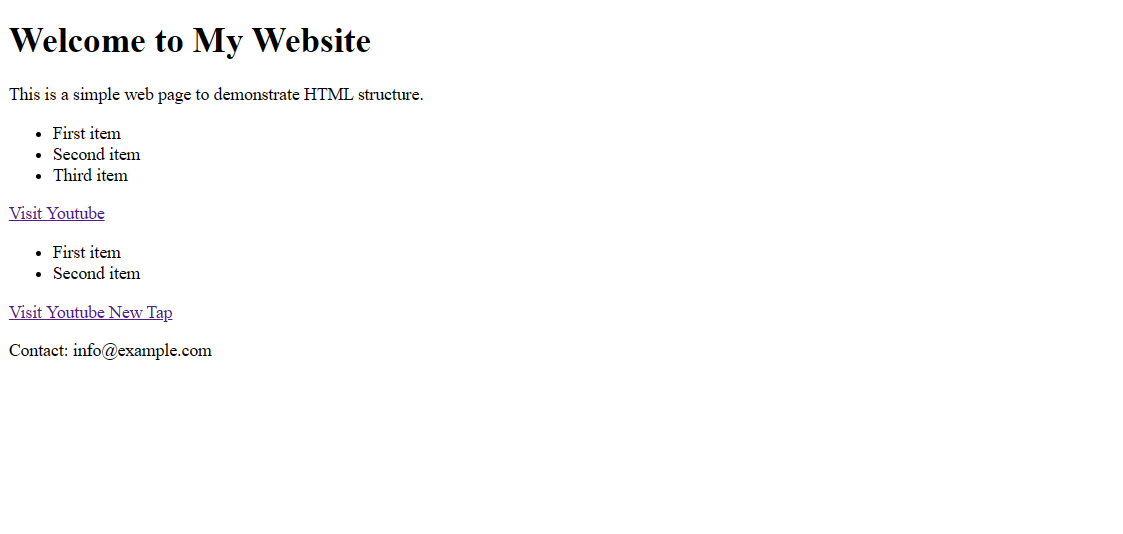 Welcome to My Website
This is a simple web page to demonstrate HTML structure.
First item
Second item
Third item
Visit Youtube
First item
Second item
Visit Youtube New Tap
Contact: info@example.com